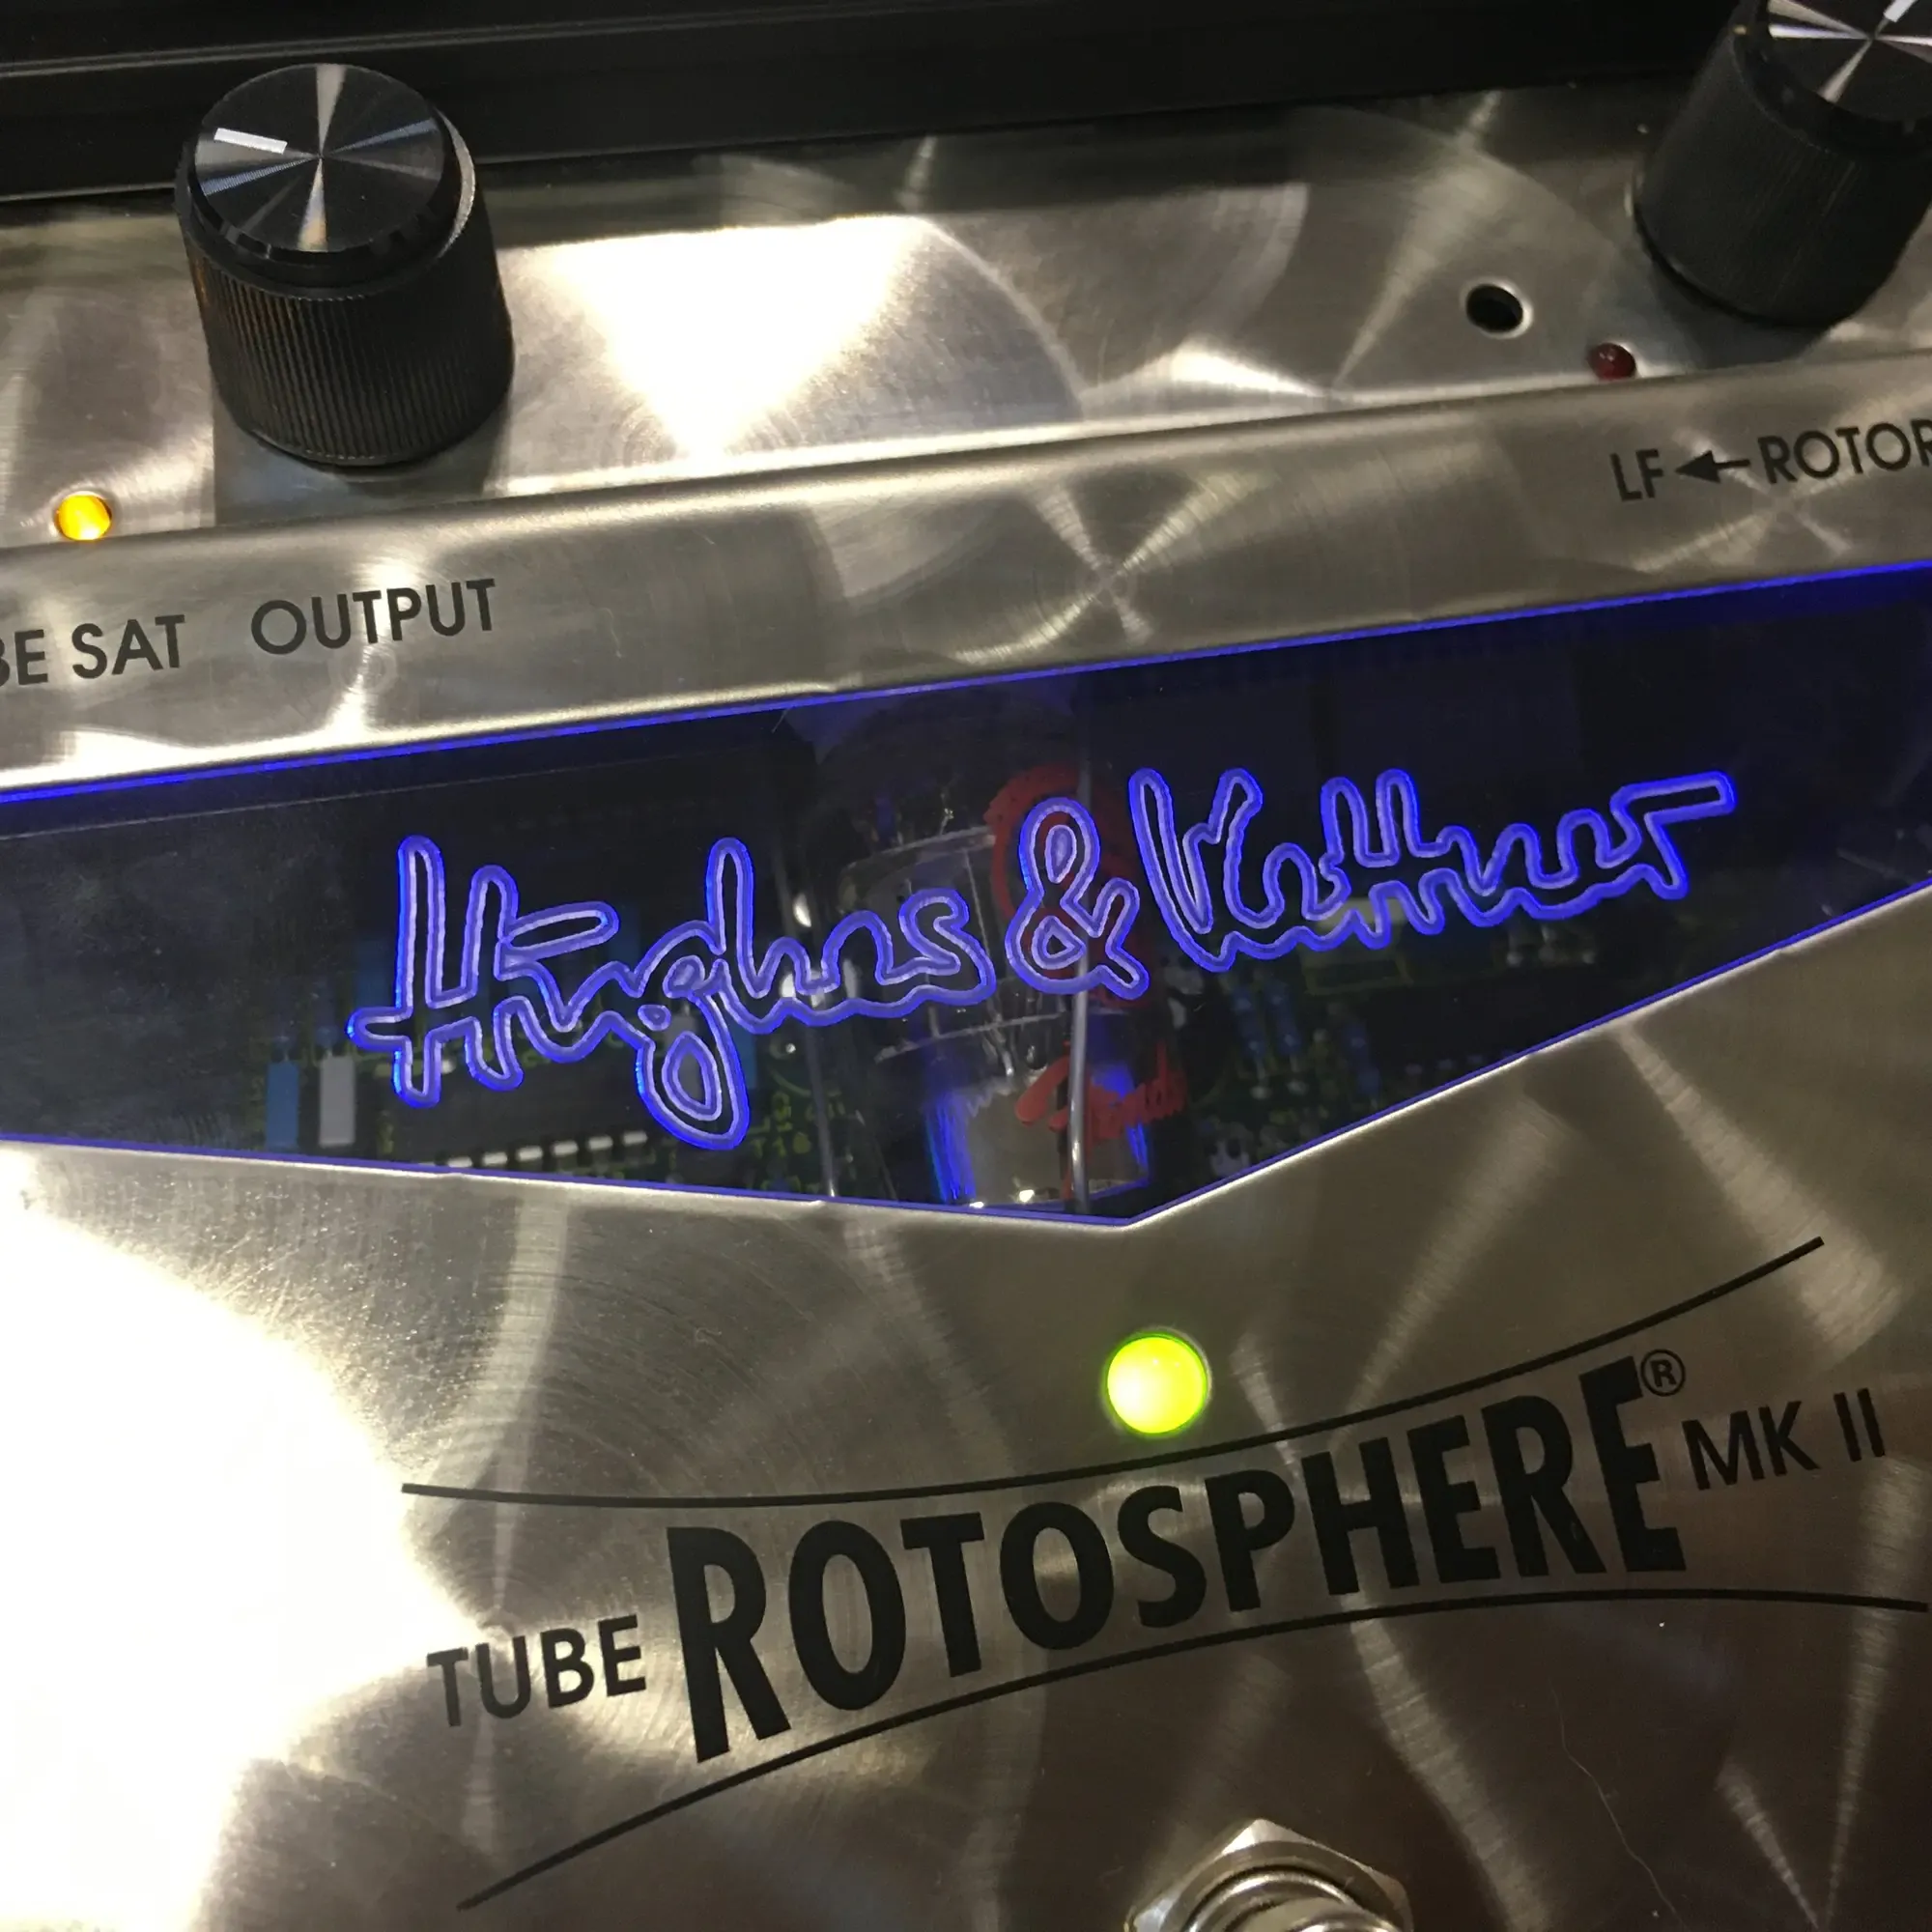 BE SAT OUTPUT
LF ← ROTOR
Hughes & Kettner
TUBE ROTOSPHERE® MK II